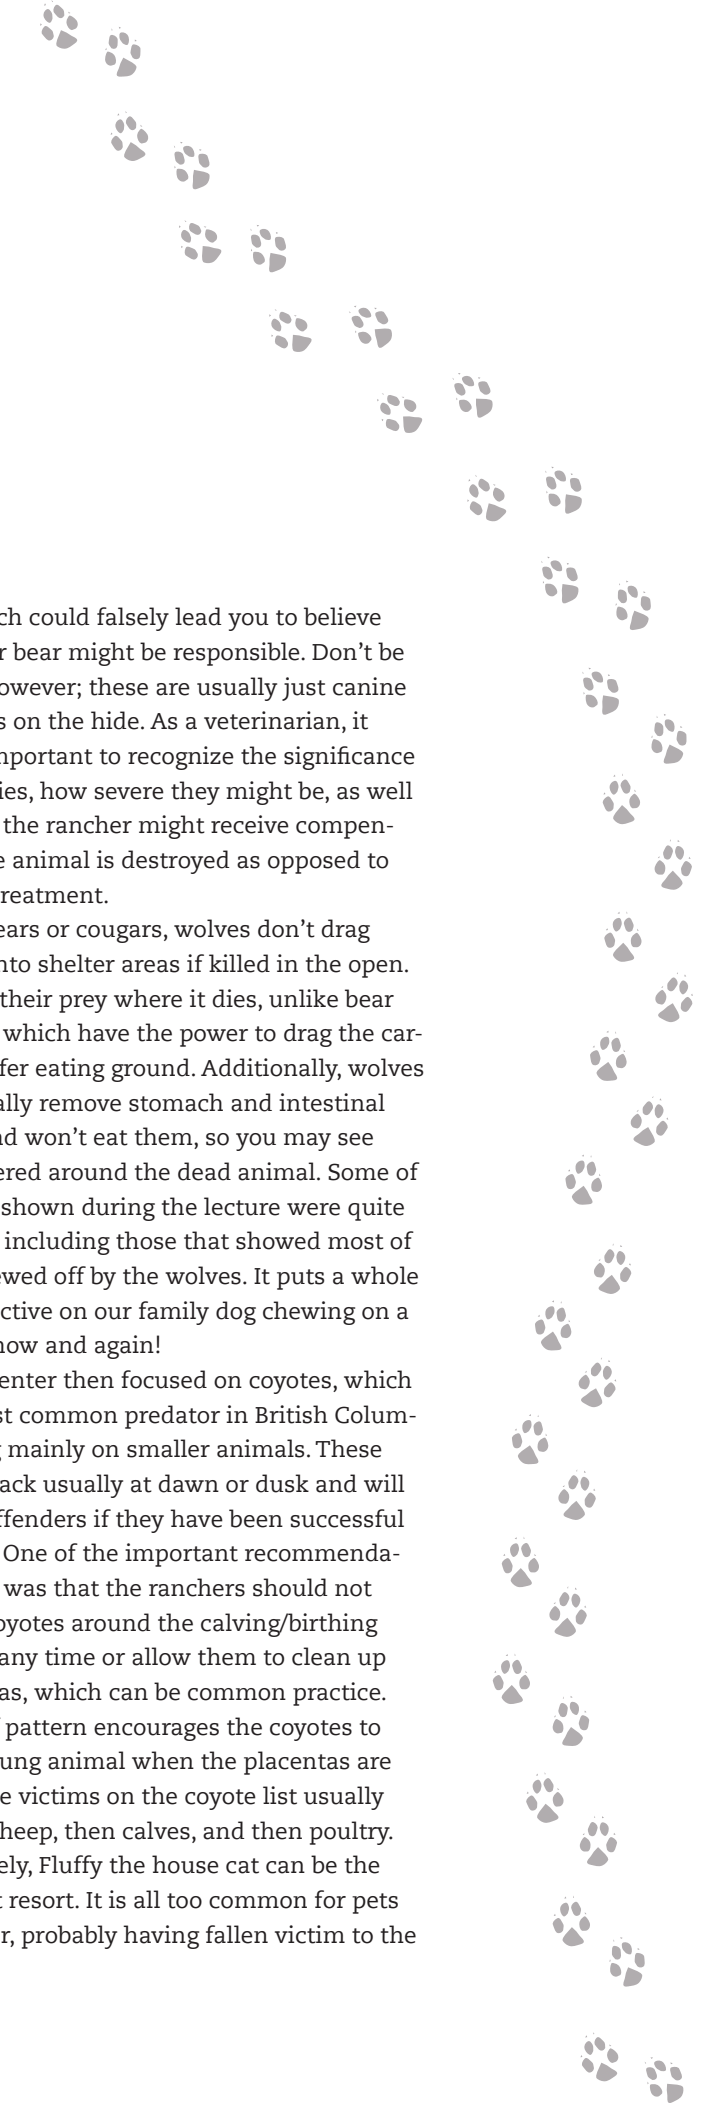 ch could falsely lead you to believe
r bear might be responsible. Don’t be
owever; these are usually just canine
s on the hide. As a veterinarian, it
mportant to recognize the significance
ies, how severe they might be, as well
the rancher might receive compen-
e animal is destroyed as opposed to
reatment.
ears or cougars, wolves don’t drag
nto shelter areas if killed in the open.
their prey where it dies, unlike bear
which have the power to drag the car-
fer eating ground. Additionally, wolves
ally remove stomach and intestinal
nd won’t eat them, so you may see
ered around the dead animal. Some of
shown during the lecture were quite
including those that showed most of
ewed off by the wolves. It puts a whole
ctive on our family dog chewing on a
now and again!
enter then focused on coyotes, which
st common predator in British Colum-
g mainly on smaller animals. These
ack usually at dawn or dusk and will
ffenders if they have been successful
One of the important recommenda-
was that the ranchers should not
oyotes around the calving/birthing
any time or allow them to clean up
as, which can be common practice.
f pattern encourages the coyotes to
ung animal when the placentas are
e victims on the coyote list usually
heep, then calves, and then poultry.
ely, Fluffy the house cat can be the
t resort. It is all too common for pets
r, probably having fallen victim to the